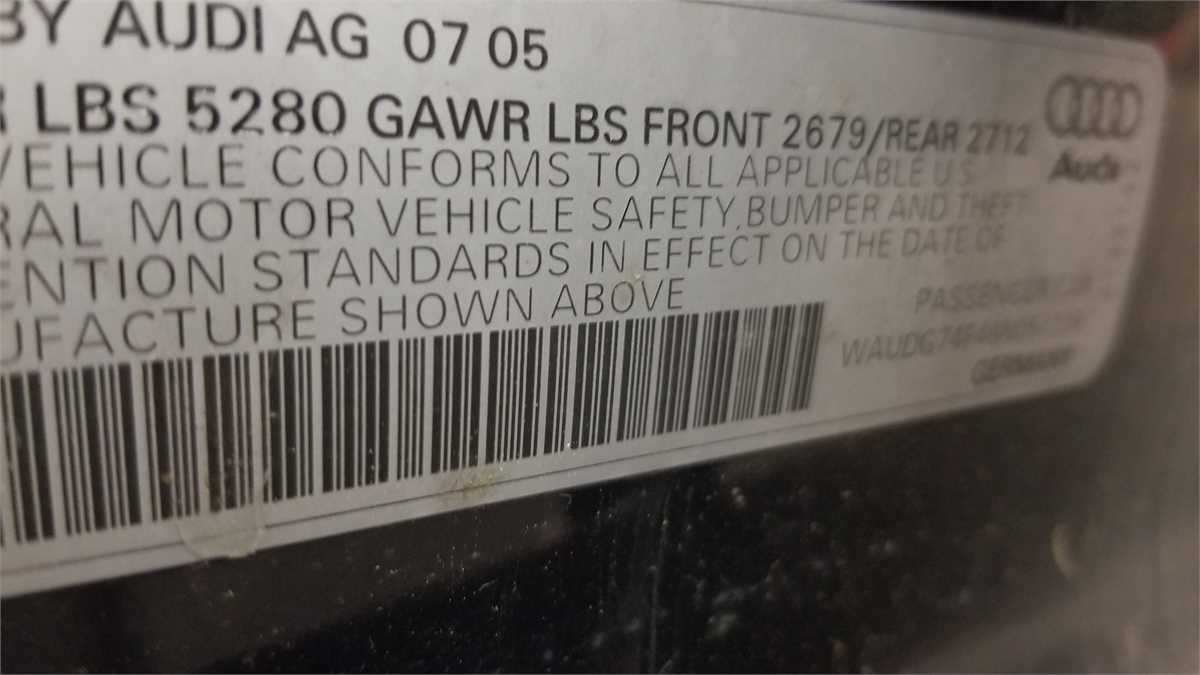 BY AUDI AG 07 05
LBS 5280 GAWR LBS FRONT 2679/REAR 2712
VEHICLE CONFORMS TO ALL APPLICABLE U.S
RAL MOTOR VEHICLE SAFETY, BUMPER AND THEFT
ENTION STANDARDS IN EFFECT ON THE DATE OF
UFACTURE SHOWN ABOVE
PASSENGER CAR
GERMANY
Audi